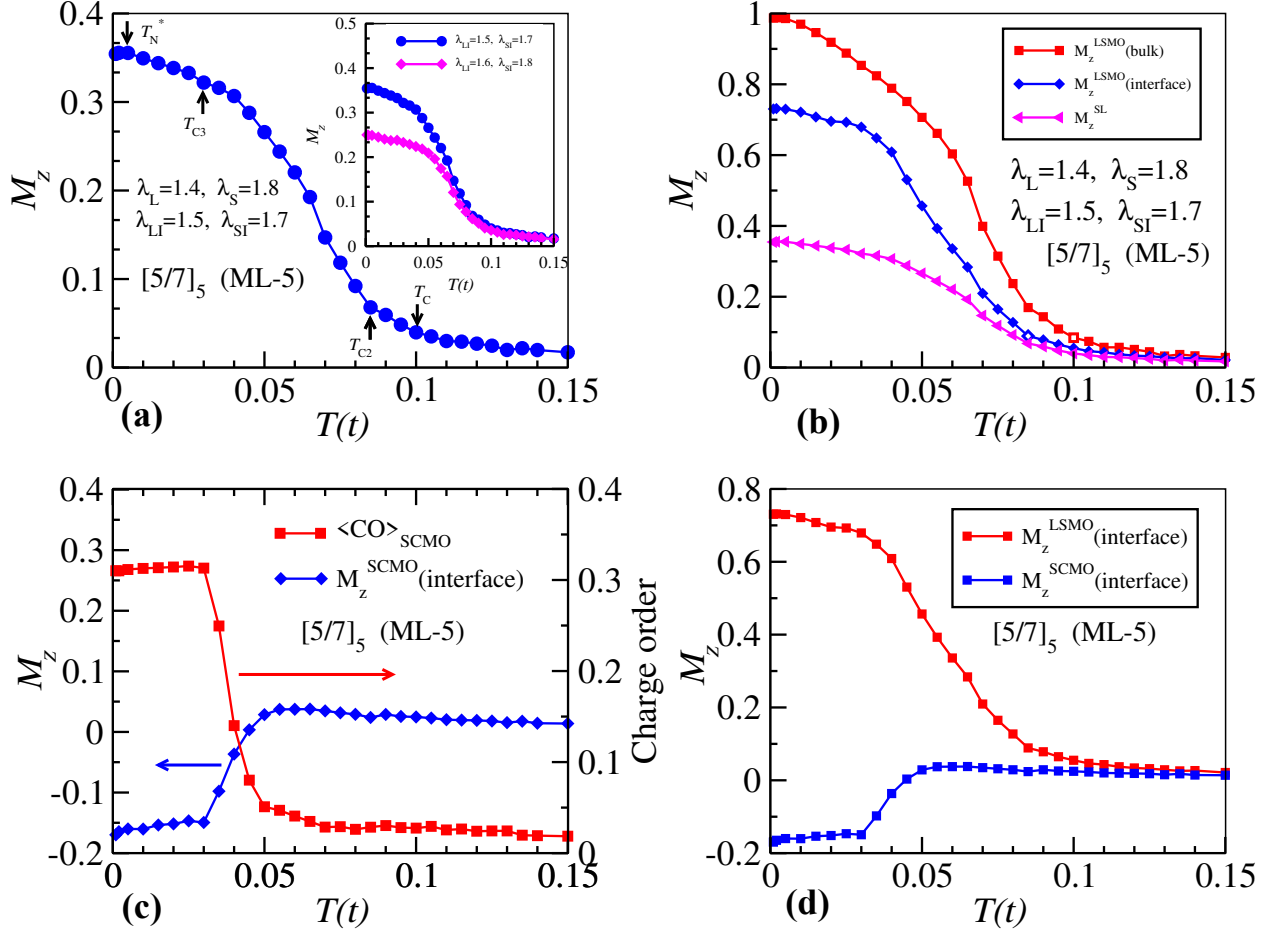 0.4
0.3
0.2
0.1
0
M_z
T_N^*
T_C3
λ_L=1.4, λ_S=1.8
λ_LI=1.5, λ_SI=1.7
[5/7]_5 (ML-5)
T_C2
T_C
0 0.05 0.1 0.15
(a)
T(t)
0.5
0.4
0.3
0.2
0.1
0
M_z
λ_LI=1.5, λ_SI=1.7
λ_LI=1.6, λ_SI=1.8
0 0.05 0.1 0.15
T(t)
1
0.8
0.6
0.4
0.2
0
M_z
M_z^LSMO(bulk)
M_z^LSMO(interface)
M_z^SL
λ_L=1.4, λ_S=1.8
λ_LI=1.5, λ_SI=1.7
[5/7]_5 (ML-5)
0 0.05 0.1 0.15
(b)
T(t)
0.4
0.3
0.2
0.1
0
-0.1
-0.2
M_z
<CO>_SCMO
M_z^SCMO(interface)
[5/7]_5 (ML-5)
0.4
0.3
0.2
0.1
0
Charge order
0 0.05 0.1 0.15
(c)
T(t)
0.8
0.6
0.4
0.2
0
-0.2
M_z
M_z^LSMO(interface)
M_z^SCMO(interface)
[5/7]_5 (ML-5)
0 0.05 0.1 0.15
(d)
T(t)